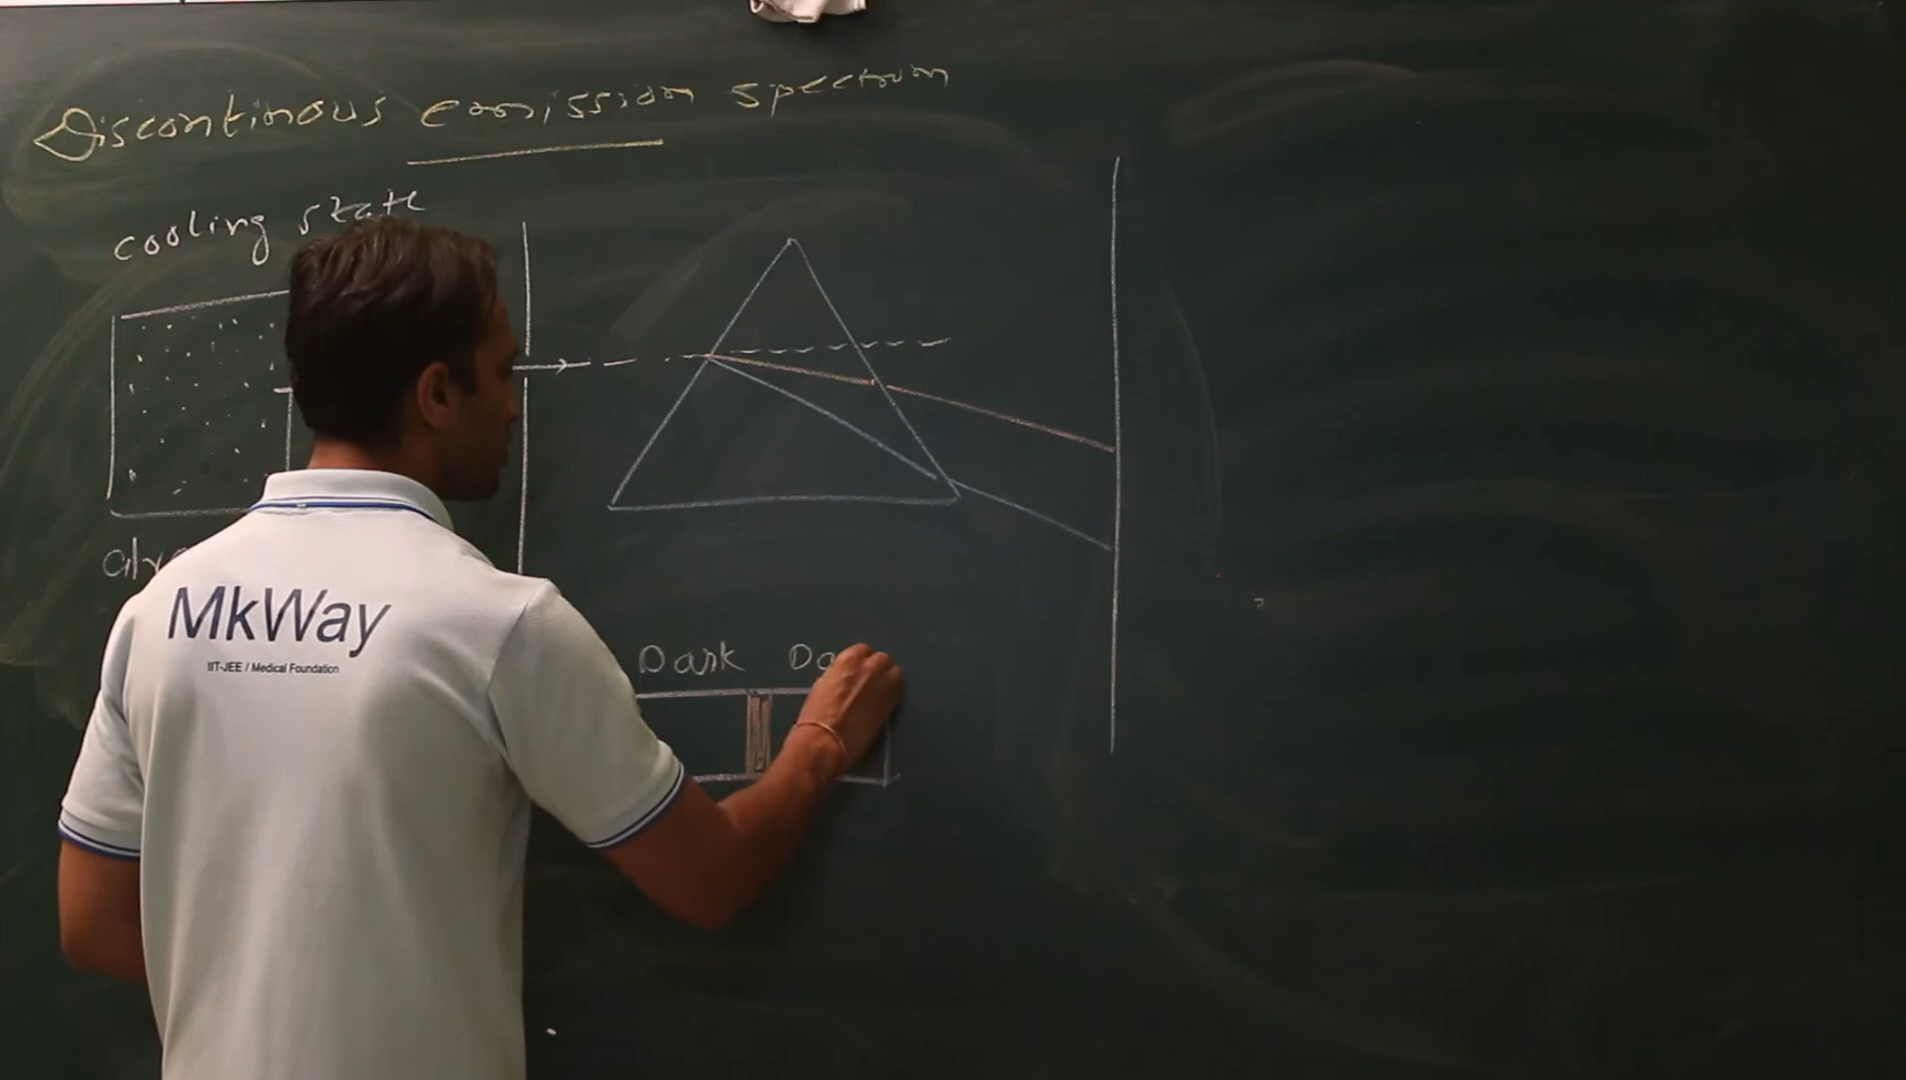 Discontinous emission spectrum
cooling state
MkWay
IIT-JEE / Medical Foundation
Dark Da